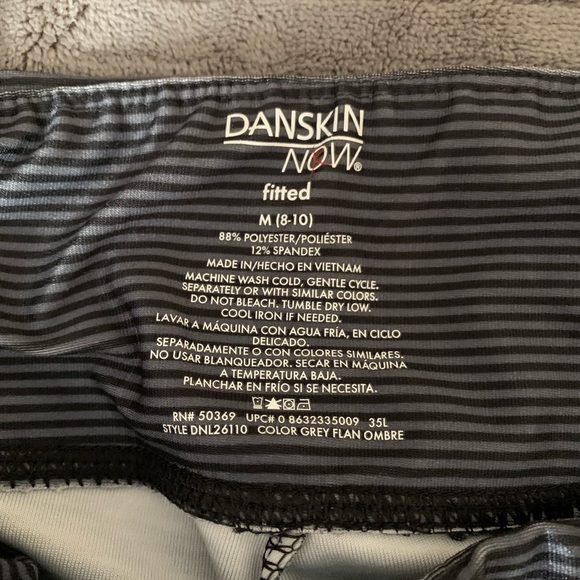 DANSKIN
NOW®
fitted
M (8-10)
88% POLYESTER/POLIÉSTER
12% SPANDEX
MADE IN/HECHO EN VIETNAM
MACHINE WASH COLD, GENTLE CYCLE.
SEPARATELY OR WITH SIMILAR COLORS.
DO NOT BLEACH. TUMBLE DRY LOW.
COOL IRON IF NEEDED.
LAVAR A MÁQUINA CON AGUA FRÍA, EN CICLO
DELICADO.
SEPARADAMENTE O CON COLORES SIMILARES.
NO USAR BLANQUEADOR. SECAR EN MÁQUINA
A TEMPERATURA BAJA.
PLANCHAR EN FRÍO SI SE NECESITA.
RN# 50369 UPC# 0 8632335009 35L
STYLE DNL26110 COLOR GREY FLAN OMBRE